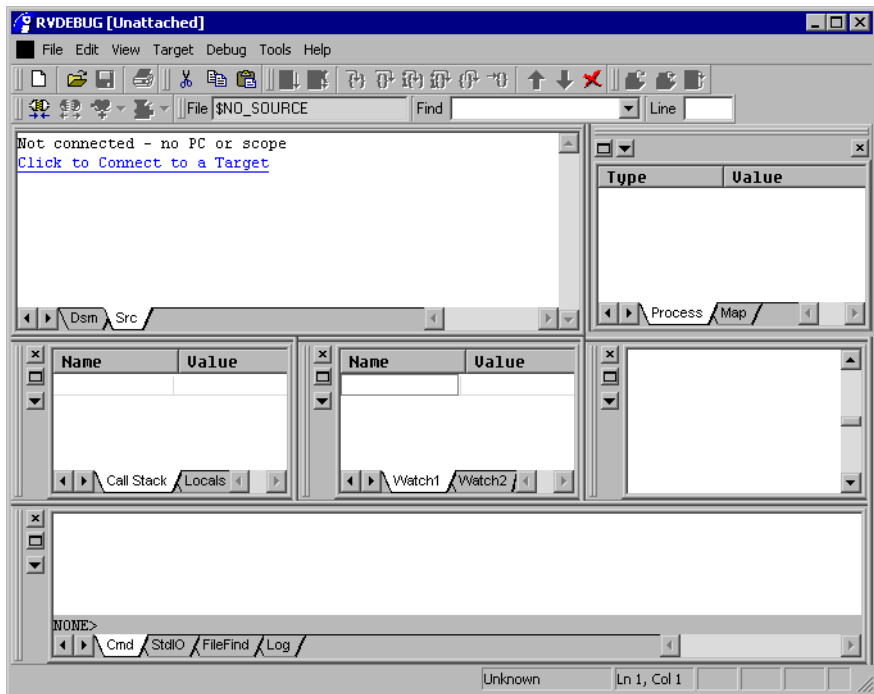 RVDEBUG [Unattached]
File Edit View Target Debug Tools Help
File $NO_SOURCE Find Line
Not connected - no PC or scope
Click to Connect to a Target
Type Value
Dsm Src
Process Map
Name Value
Name Value
Call Stack Locals
Watch1 Watch2
NONE>
Cmd StdIO FileFind Log
Unknown Ln 1, Col 1